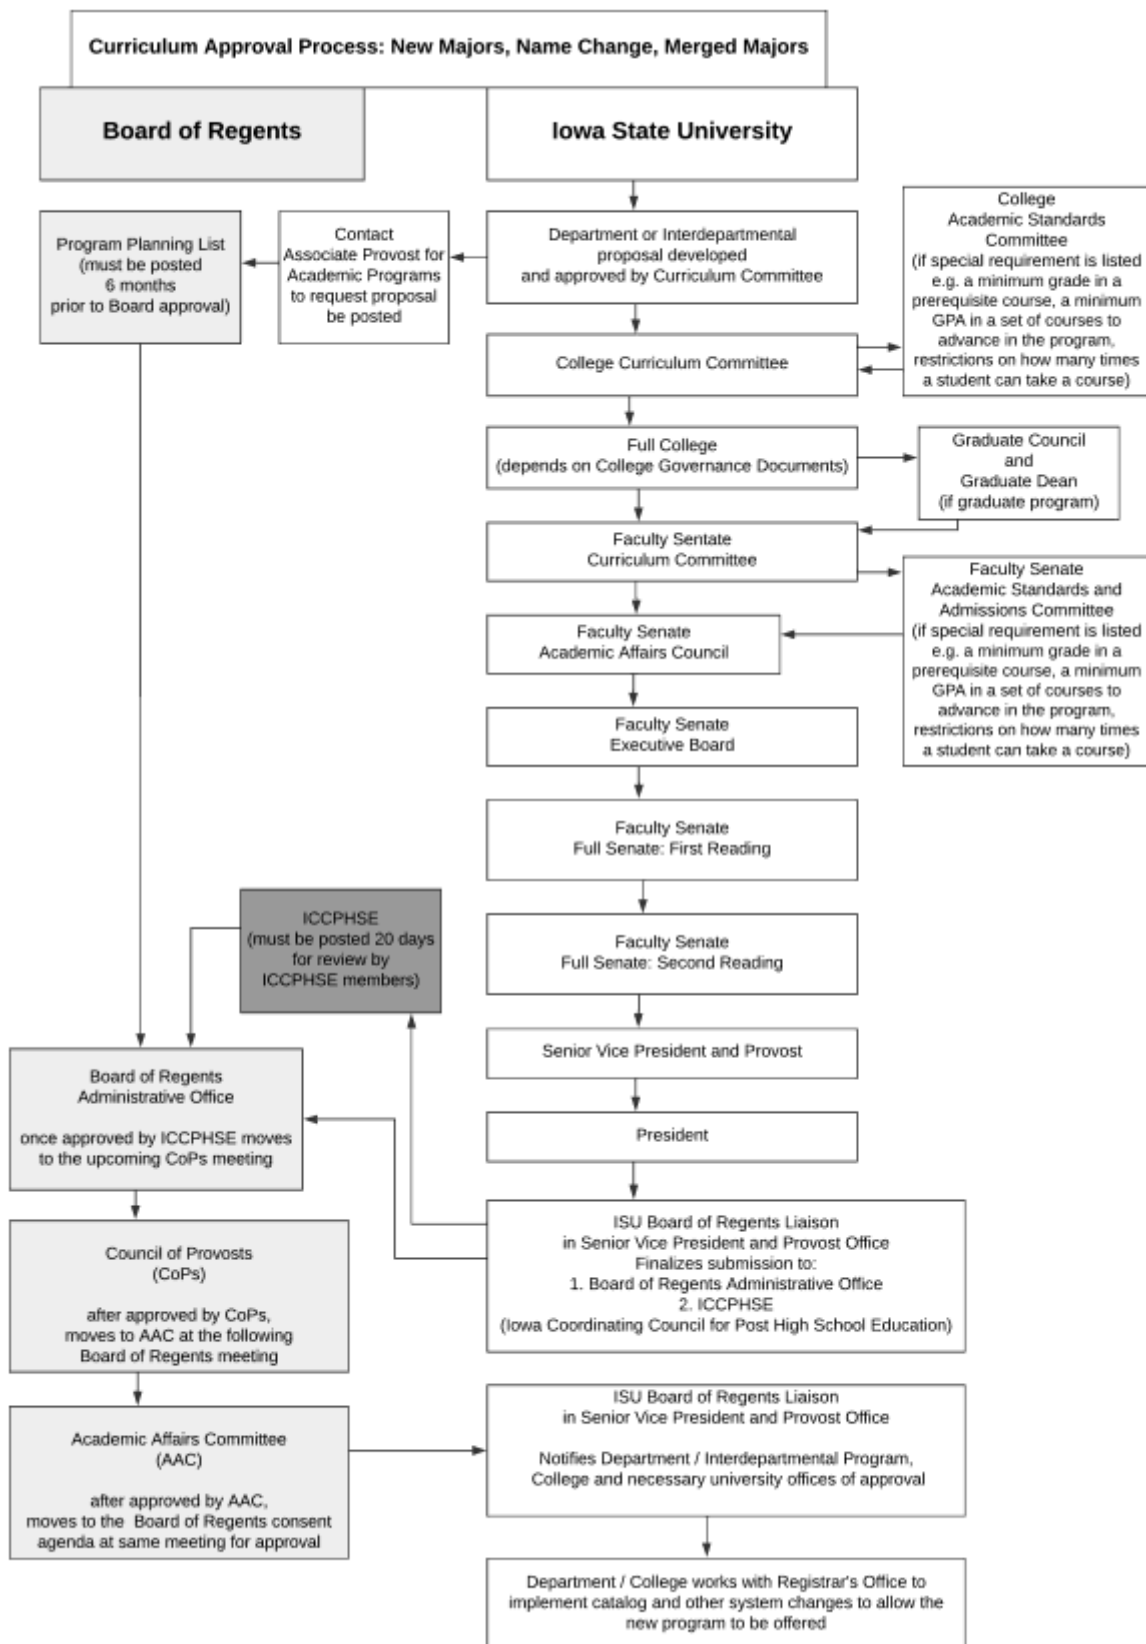 Curriculum Approval Process: New Majors, Name Change, Merged Majors
Board of Regents
Iowa State University
Program Planning List
(must be posted
6 months
prior to Board approval)
Contact
Associate Provost for
Academic Programs
to request proposal
be posted
Department or Interdepartmental
proposal developed
and approved by Curriculum Committee
College
Academic Standards
Committee
(if special requirement is listed
e.g. a minimum grade in a
prerequisite course, a minimum
GPA in a set of courses to
advance in the program,
restrictions on how many times
a student can take a course)
College Curriculum Committee
Full College
(depends on College Governance Documents)
Graduate Council
and
Graduate Dean
(if graduate program)
Faculty Sentate
Curriculum Committee
Faculty Senate
Academic Standards and
Admissions Committee
(if special requirement is listed
e.g. a minimum grade in a
prerequisite course, a minimum
GPA in a set of courses to
advance in the program,
restrictions on how many times
a student can take a course)
Faculty Senate
Academic Affairs Council
Faculty Senate
Executive Board
Faculty Senate
Full Senate: First Reading
ICCPHSE
(must be posted 20 days
for review by
ICCPHSE members)
Faculty Senate
Full Senate: Second Reading
Senior Vice President and Provost
Board of Regents
Administrative Office
once approved by ICCPHSE moves
to the upcoming CoPs meeting
President
ISU Board of Regents Liaison
in Senior Vice President and Provost Office
Finalizes submission to:
1. Board of Regents Administrative Office
2. ICCPHSE
(Iowa Coordinating Council for Post High School Education)
Council of Provosts
(CoPs)
after approved by CoPs,
moves to AAC at the following
Board of Regents meeting
Academic Affairs Committee
(AAC)
after approved by AAC,
moves to the Board of Regents consent
agenda at same meeting for approval
ISU Board of Regents Liaison
in Senior Vice President and Provost Office
Notifies Department / Interdepartmental Program,
College and necessary university offices of approval
Department / College works with Registrar's Office to
implement catalog and other system changes to allow the
new program to be offered